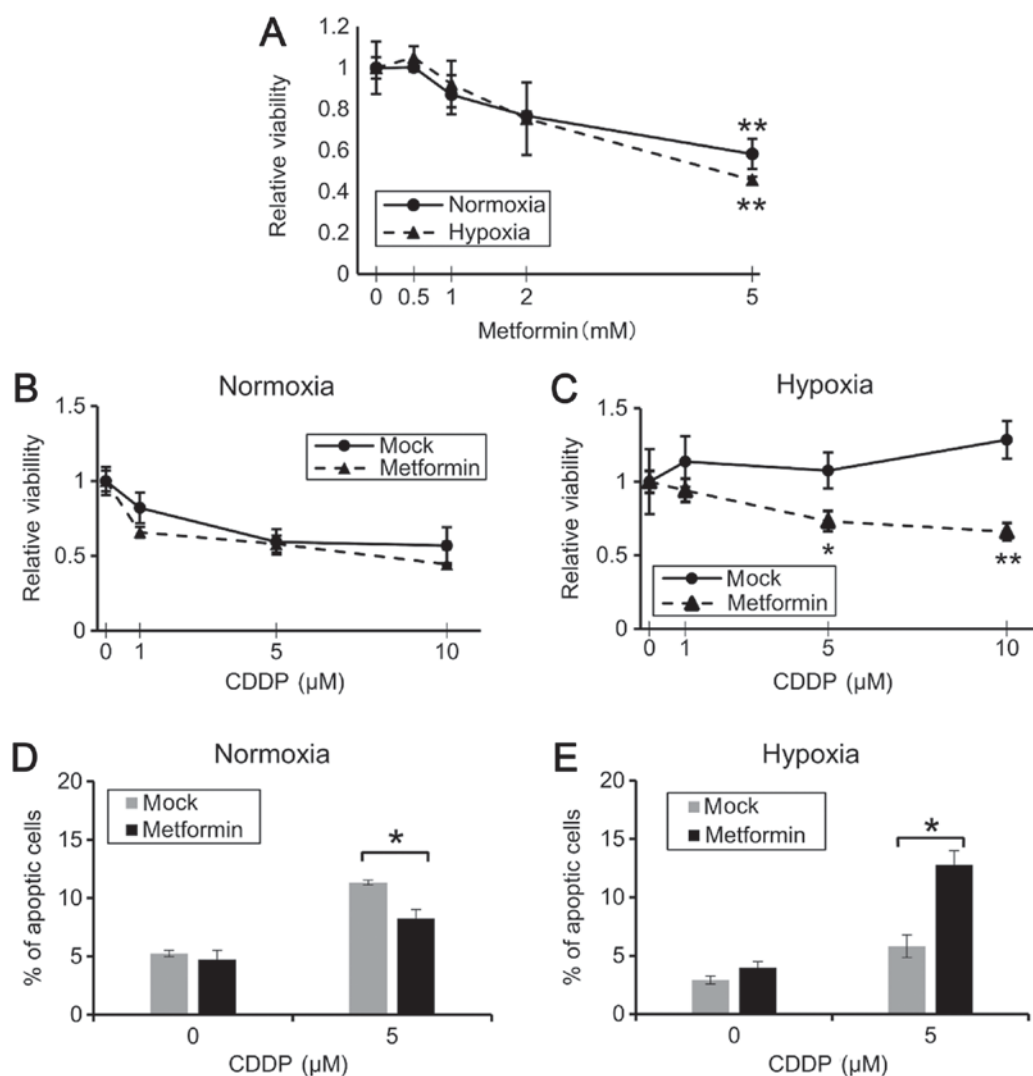 A
1.2
1
0.8
0.6
0.4
0.2
0
Relative viability
**
**
Normoxia
Hypoxia
0 0.5 1 2 5
Metformin (mM)
B
Normoxia
1.5
1
0.5
0
Relative viability
Mock
Metformin
0 1 5 10
CDDP (µM)
C
Hypoxia
1.5
1
0.5
0
Relative viability
* **
Mock
Metformin
0 1 5 10
CDDP (µM)
D
Normoxia
20
15
10
5
0
% of apoptic cells
Mock
Metformin
*
0 5
CDDP (µM)
E
Hypoxia
20
15
10
5
0
% of apoptic cells
Mock
Metformin
*
0 5
CDDP (µM)